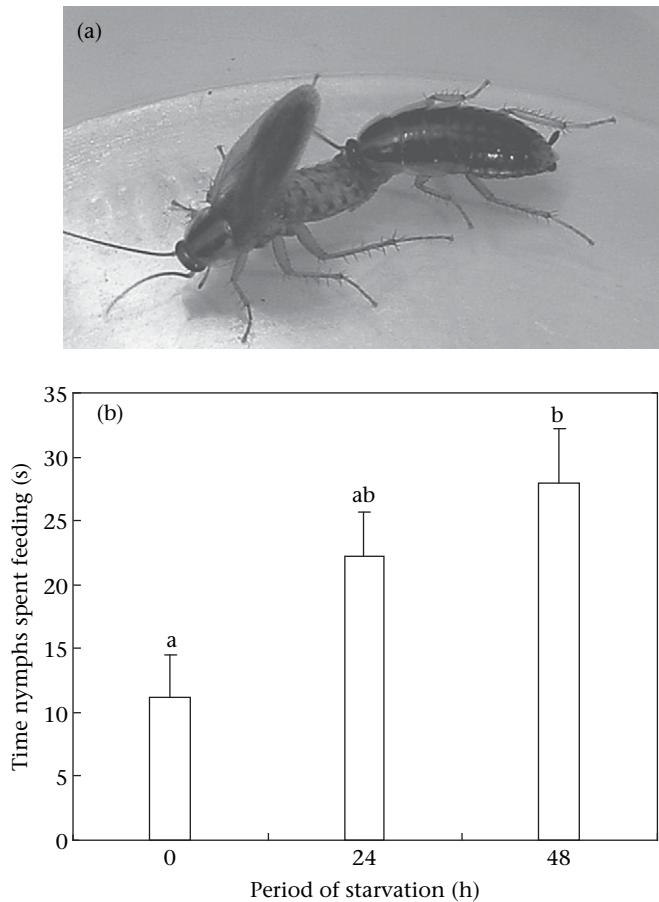 (a)
(b)
35
30
25
20
15
10
5
0
Time nymphs spent feeding (s)
a
ab
b
0 24 48
Period of starvation (h)